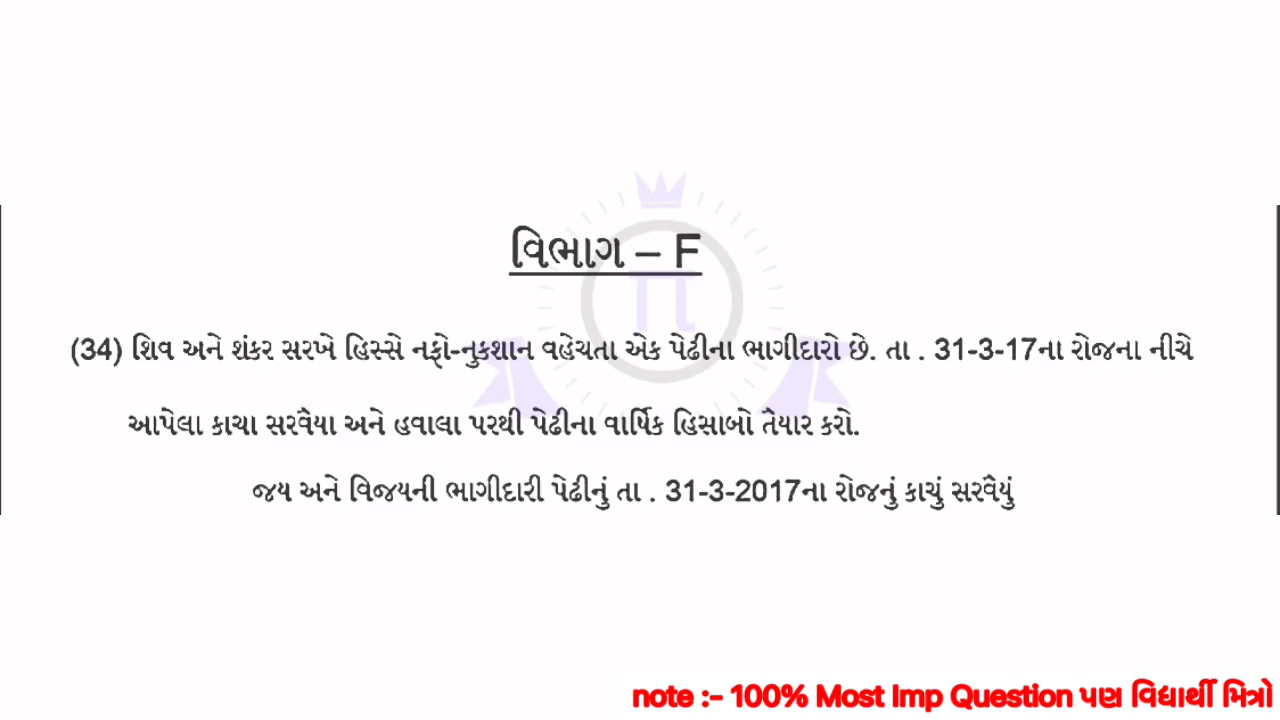 વિભાગ – F
(34) શિવ અને શંકર સરખે હિસ્સે નફો-નુકશાન વહેચતા એક પેઢીના ભાગીદારો છે. તા . 31-3-17ના રોજના નીચે
આપેલા કાચા સરવૈયા અને હવાલા પરથી પેઢીના વાર્ષિક હિસાબો તૈયાર કરો.
જય અને વિજયની ભાગીદારી પેઢીનું તા . 31-3-2017ના રોજનું કાચું સરવૈયું
note :- 100% Most Imp Question પણ વિદ્યાર્થી મિત્રો